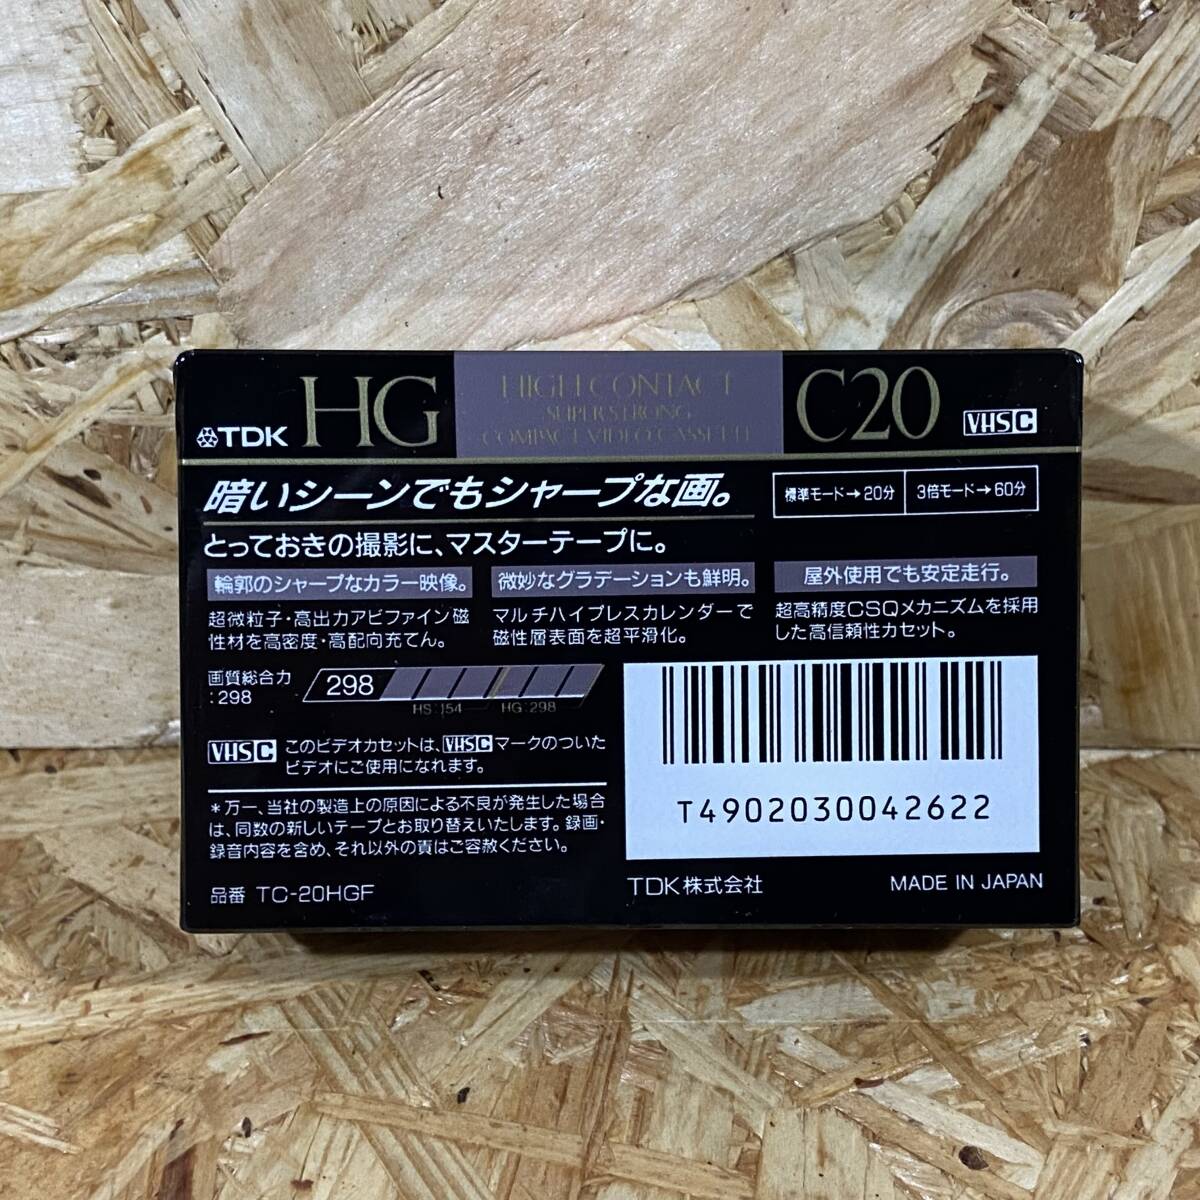 TDK HG HIGH CONTACT C20 VHSC
SUPER STRONG
COMPACT VIDEO CASSETTE
暗いシーンでもシャープな画。
標準モード→20分 3倍モード→60分
とっておきの撮影に、マスターテープに。
輪郭のシャープなカラー映像。
超微粒子・高出力アビファイン磁
性材を高密度・高配向充てん。
微妙なグラデーションも鮮明。
マルチハイプレスカレンダーで
磁性層表面を超平滑化。
屋外使用でも安定走行。
超高精度CSQメカニズムを採用
した高信頼性カセット。
画質総合力
:298
298
HS:154 HG:298
VHSC このビデオカセットは、VHSCマークのついた
ビデオにご使用になれます。
*万一、当社の製造上の原因による不良が発生した場合
は、同数の新しいテープとお取り替えいたします。録画・
録音内容を含め、それ以外の責はご容赦ください。
品番 TC-20HGF
T4902030042622
TDK株式会社 MADE IN JAPAN